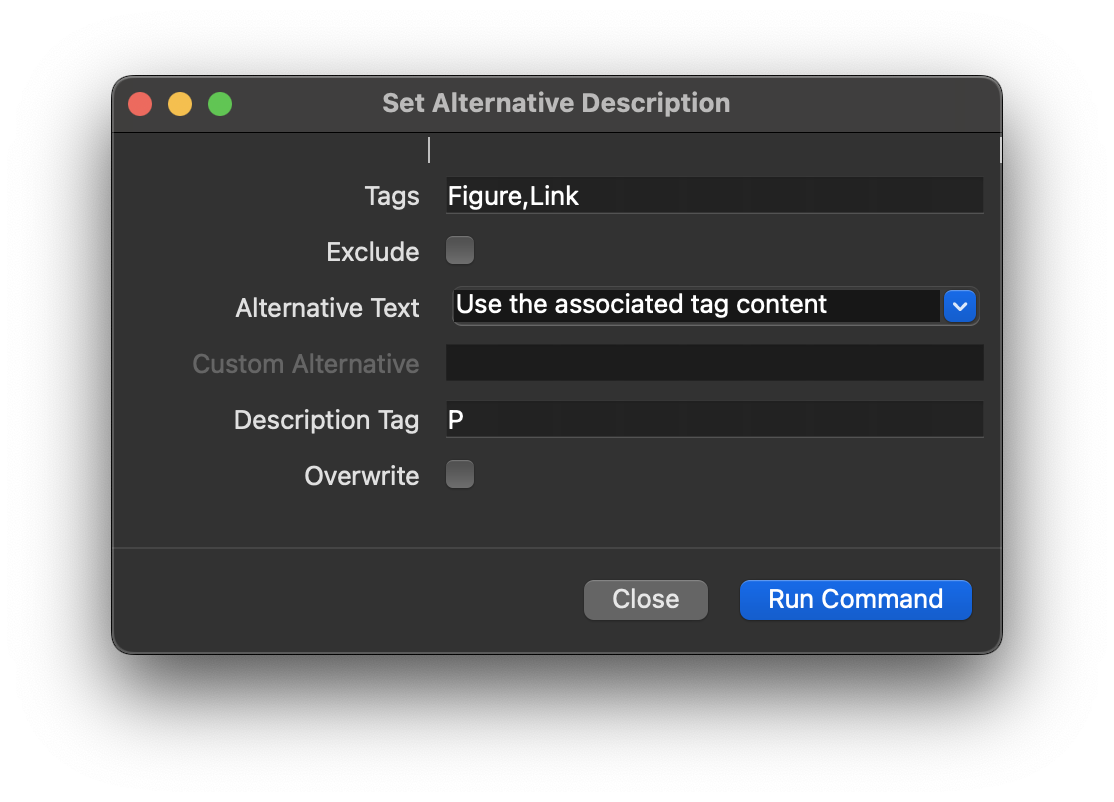 Set Alternative Description
Tags Figure,Link
Exclude
Alternative Text Use the associated tag content
Custom Alternative
Description Tag P
Overwrite
Close Run Command